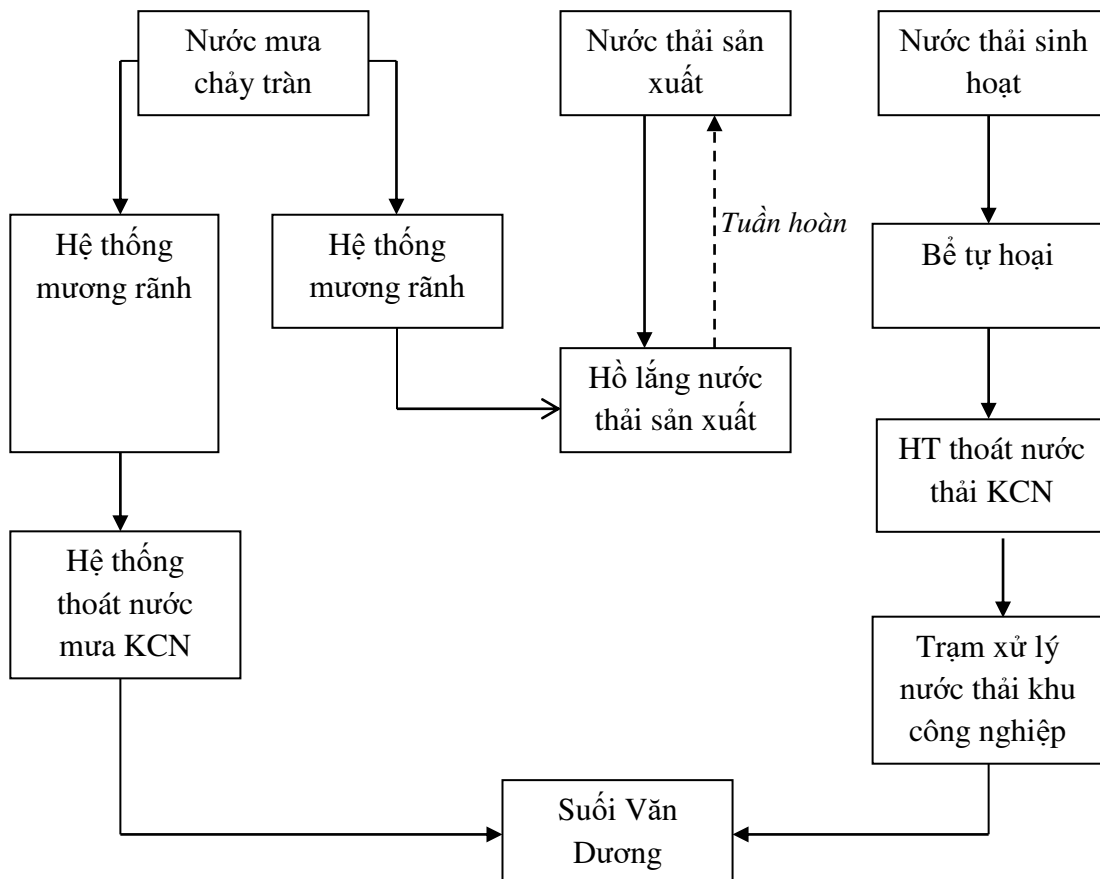 Nước mưa
chảy tràn
Nước thải sản
xuất
Nước thải sinh
hoạt
Hệ thống
mương rãnh
Hệ thống
mương rãnh
Tuần hoàn
Bể tự hoại
Hồ lắng nước
thải sản xuất
HT thoát nước
thải KCN
Hệ thống
thoát nước
mưa KCN
Trạm xử lý
nước thải khu
công nghiệp
Suối Văn
Dương